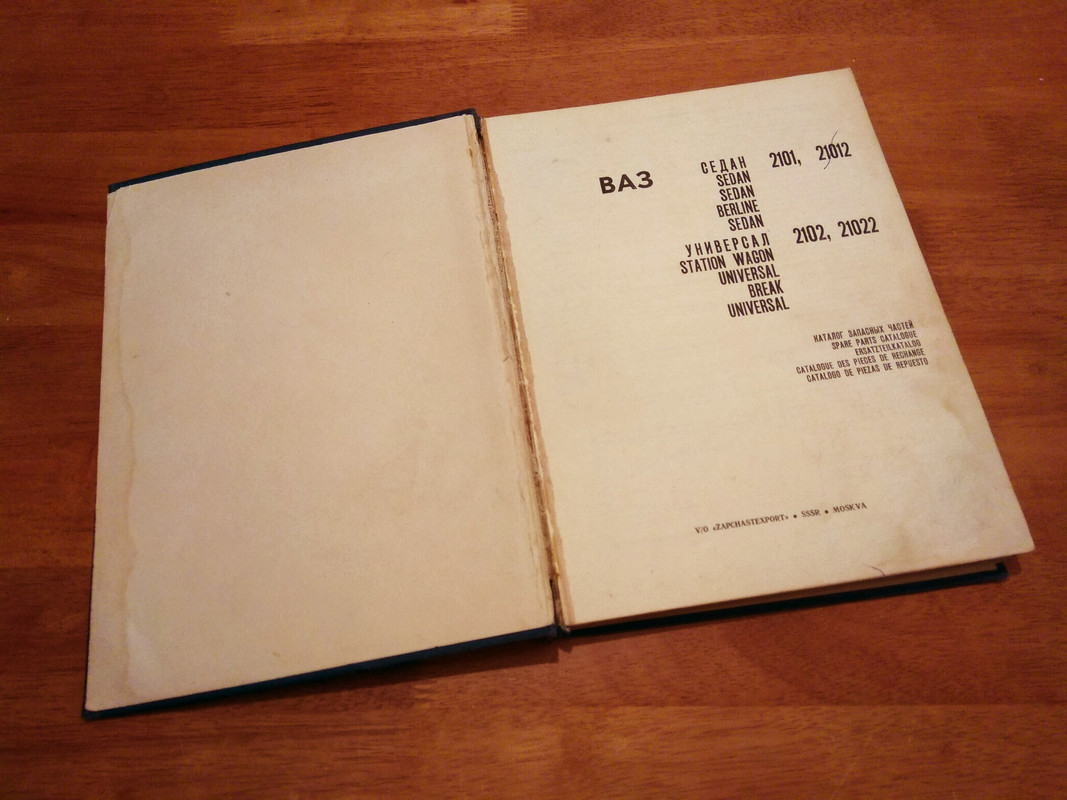 ВАЗ
СЕДАН 2101, 21012
SEDAN
SEDAN
BERLINE
SEDAN
УНИВЕРСАЛ 2102, 21022
STATION WAGON
UNIVERSAL
BREAK
UNIVERSAL
КАТАЛОГ ЗАПАСНЫХ ЧАСТЕЙ
SPARE PARTS CATALOGUE
ERSATZTEILKATALOG
CATALOGUE DES PIECES DE RECHANGE
CATALOGO DE PIEZAS DE REPUESTO
V/O «ZAPCHASTEXPORT» • SSSR • MOSKVA